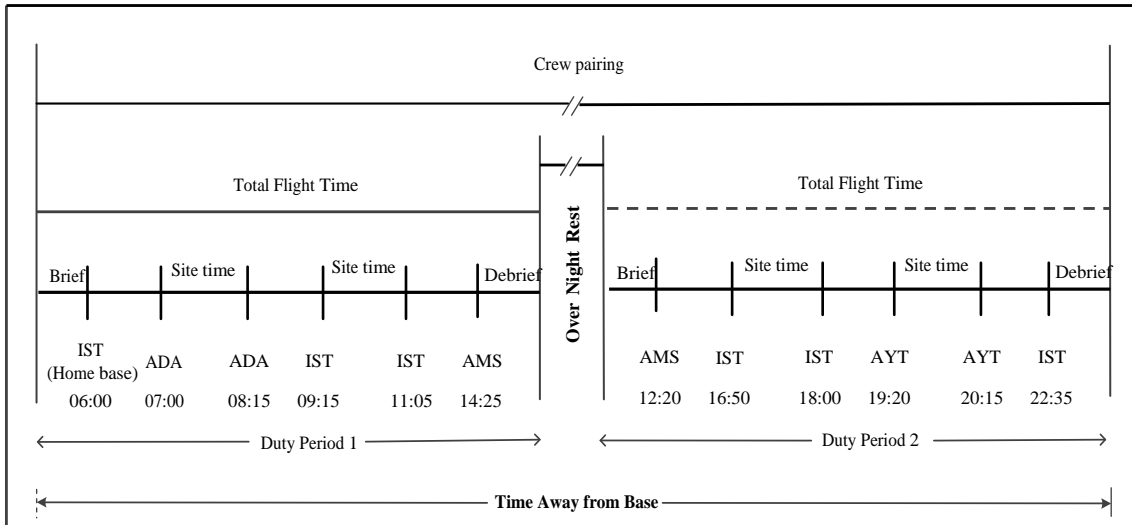 Crew pairing
Total Flight Time
Total Flight Time
Over Night Rest
Brief
Site time
Site time
Debrief
Brief
Site time
Site time
Debrief
IST
(Home base)
ADA
ADA
IST
IST
AMS
AMS
IST
IST
AYT
AYT
IST
06:00
07:00
08:15
09:15
11:05
14:25
12:20
16:50
18:00
19:20
20:15
22:35
Duty Period 1
Duty Period 2
Time Away from Base